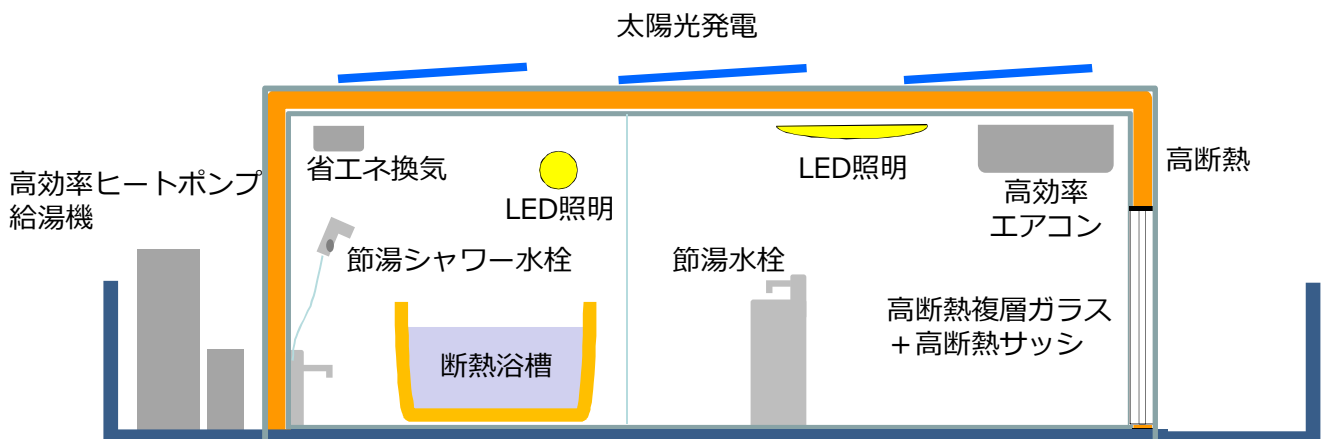 太陽光発電
省エネ換気
LED照明
LED照明
高効率
エアコン
高断熱
高効率ヒートポンプ
給湯機
節湯シャワー水栓
節湯水栓
高断熱複層ガラス
＋高断熱サッシ
断熱浴槽